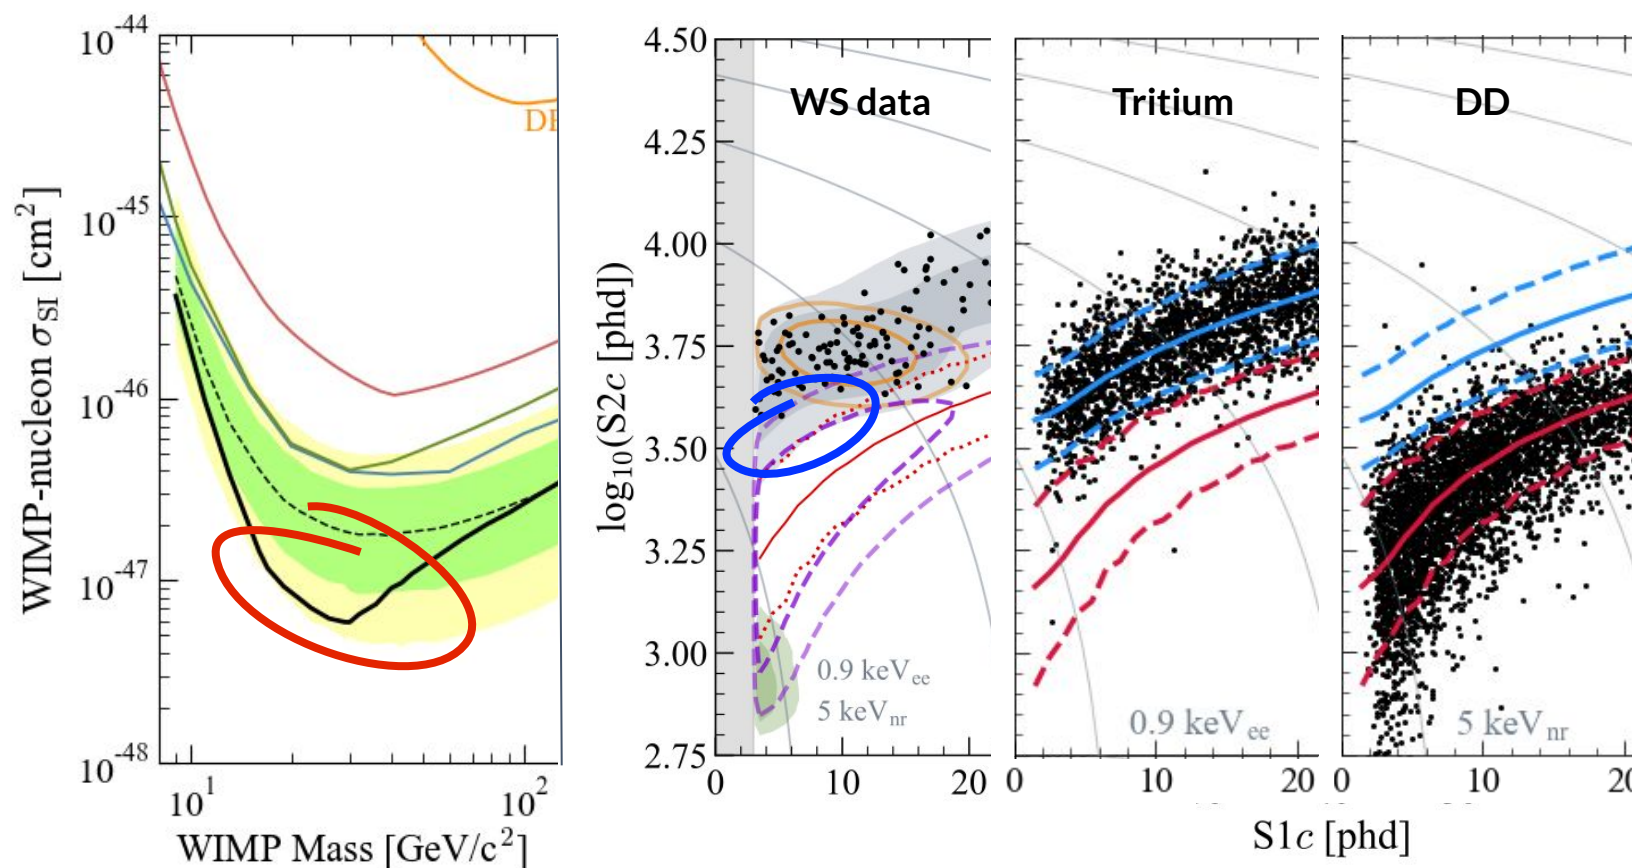 10^-44
10^-45
10^-46
10^-47
10^-48
WIMP-nucleon σ_SI [cm^2]
10^1
10^2
WIMP Mass [GeV/c^2]
4.50
4.25
4.00
3.75
3.50
3.25
3.00
2.75
log_10(S2c [phd])
WS data
0.9 keV_ee
5 keV_nr
0
10
20
Tritium
0.9 keV_ee
0
10
20
DD
5 keV_nr
0
10
S1c [phd]